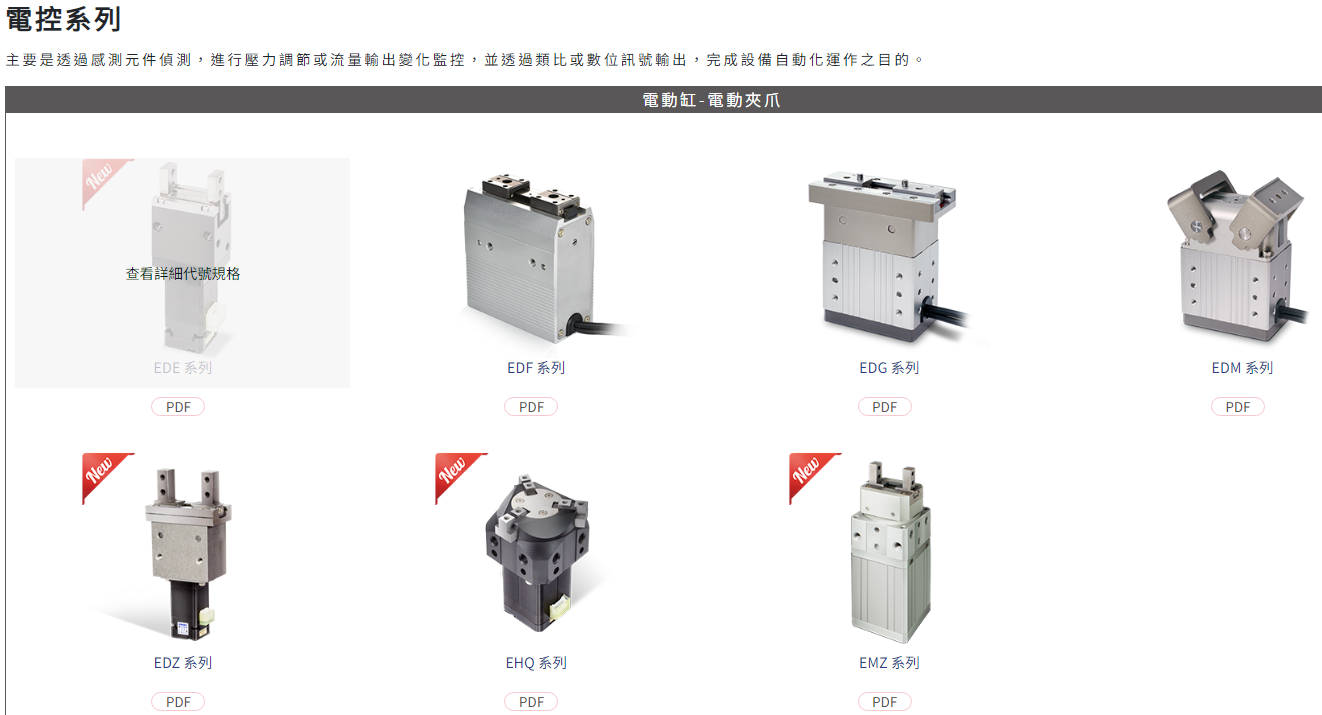 電控系列
主要是透過感測元件偵測，進行壓力調節或流量輸出變化監控，並透過類比或數位訊號輸出，完成設備自動化運作之目的。
電動缸-電動夾爪
New
查看詳細代號規格
EDE 系列
EDF 系列
EDG 系列
EDM 系列
PDF
PDF
PDF
PDF
New
New
New
EDZ 系列
EHQ 系列
EMZ 系列
PDF
PDF
PDF